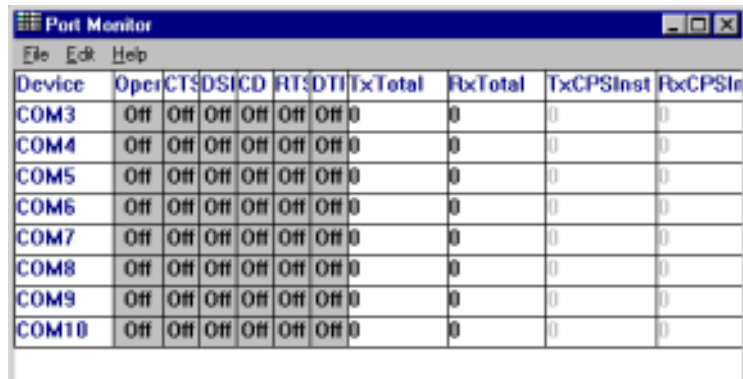 Port Monitor
File Edit Help
Device Oper CTS DSI CD RTS DTI TxTotal RxTotal TxCPSInst RxCPSIn
COM3 Off Off Off Off Off Off 0 0 0 0
COM4 Off Off Off Off Off Off 0 0 0 0
COM5 Off Off Off Off Off Off 0 0 0 0
COM6 Off Off Off Off Off Off 0 0 0 0
COM7 Off Off Off Off Off Off 0 0 0 0
COM8 Off Off Off Off Off Off 0 0 0 0
COM9 Off Off Off Off Off Off 0 0 0 0
COM10 Off Off Off Off Off Off 0 0 0 0